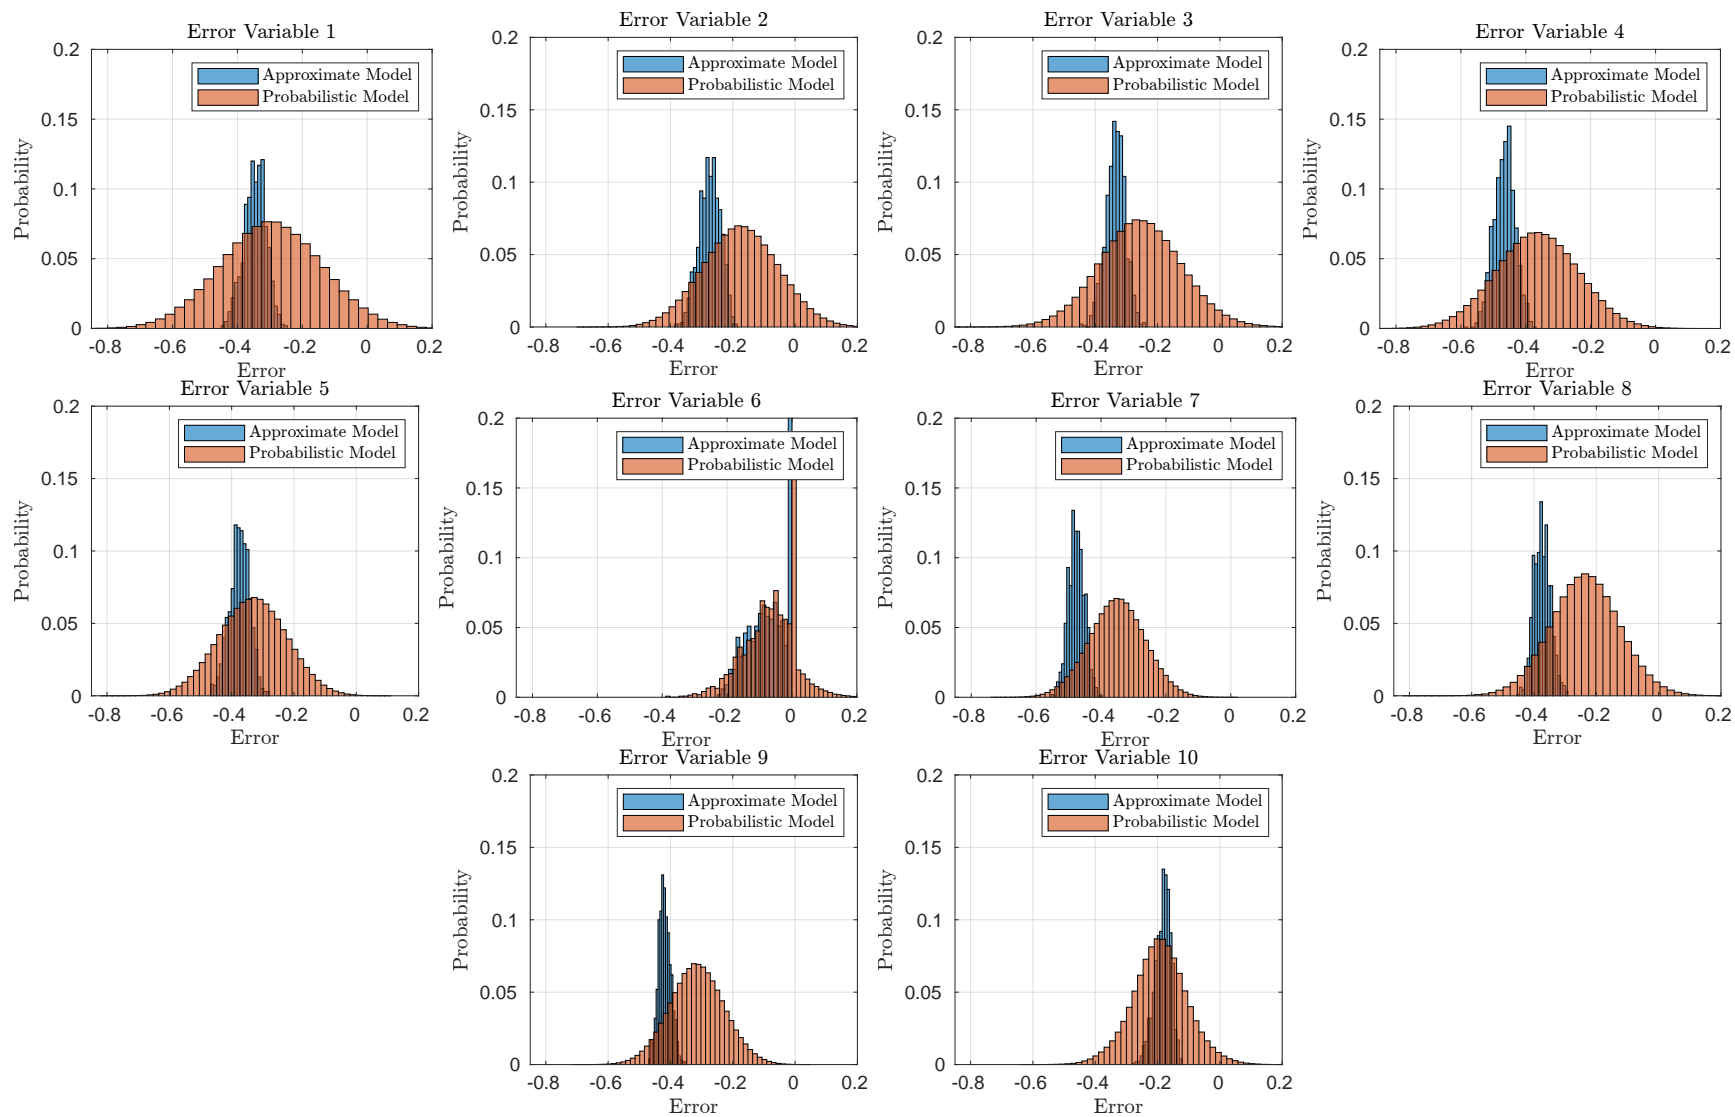 Error Variable 1
0.2
0.15
0.1
0.05
0
Probability
Approximate Model
Probabilistic Model
-0.8 -0.6 -0.4 -0.2 0 0.2
Error
Error Variable 2
0.2
0.15
0.1
0.05
0
Probability
Approximate Model
Probabilistic Model
-0.8 -0.6 -0.4 -0.2 0 0.2
Error
Error Variable 3
0.2
0.15
0.1
0.05
0
Probability
Approximate Model
Probabilistic Model
-0.8 -0.6 -0.4 -0.2 0 0.2
Error
Error Variable 4
0.2
0.15
0.1
0.05
0
Probability
Approximate Model
Probabilistic Model
-0.8 -0.6 -0.4 -0.2 0 0.2
Error
Error Variable 5
0.2
0.15
0.1
0.05
0
Probability
Approximate Model
Probabilistic Model
-0.8 -0.6 -0.4 -0.2 0 0.2
Error
Error Variable 6
0.2
0.15
0.1
0.05
0
Probability
Approximate Model
Probabilistic Model
-0.8 -0.6 -0.4 -0.2 0 0.2
Error
Error Variable 7
0.2
0.15
0.1
0.05
0
Probability
Approximate Model
Probabilistic Model
-0.8 -0.6 -0.4 -0.2 0 0.2
Error
Error Variable 8
0.2
0.15
0.1
0.05
0
Probability
Approximate Model
Probabilistic Model
-0.8 -0.6 -0.4 -0.2 0 0.2
Error
Error Variable 9
0.2
0.15
0.1
0.05
0
Probability
Approximate Model
Probabilistic Model
-0.8 -0.6 -0.4 -0.2 0 0.2
Error
Error Variable 10
0.2
0.15
0.1
0.05
0
Probability
Approximate Model
Probabilistic Model
-0.8 -0.6 -0.4 -0.2 0 0.2
Error